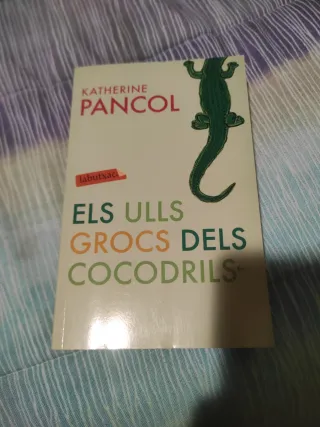 KATHERINE
PANCOL
labutxaca
ELS ULLS
GROCS DELS
COCODRILS